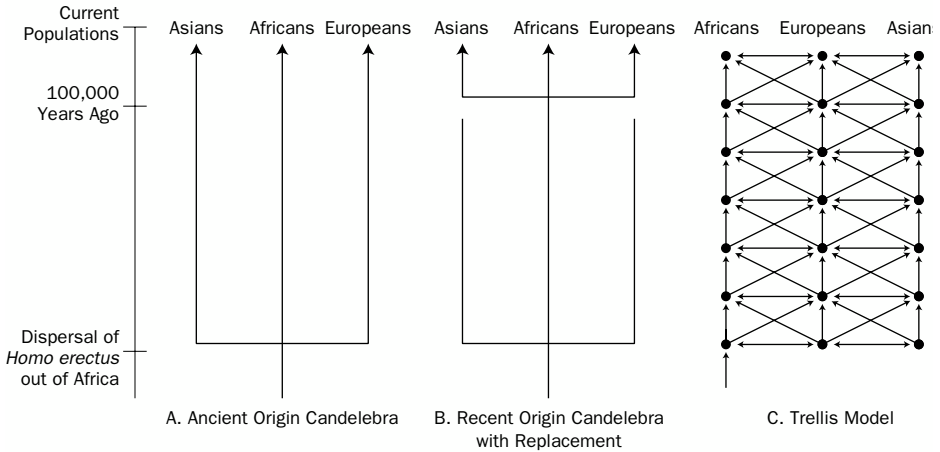 Current
Populations
100,000
Years Ago
Dispersal of
Homo erectus
out of Africa
Asians Africans Europeans
A. Ancient Origin Candelebra
Asians Africans Europeans
B. Recent Origin Candelebra
with Replacement
Africans Europeans Asian
C. Trellis Model